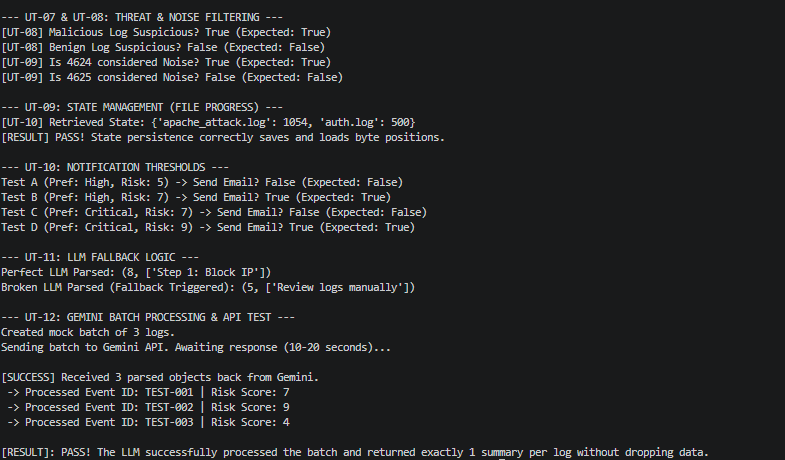 --- UT-07 & UT-08: THREAT & NOISE FILTERING ---
[UT-08] Malicious Log Suspicious? True (Expected: True)
[UT-08] Benign Log Suspicious? False (Expected: False)
[UT-09] Is 4624 considered Noise? True (Expected: True)
[UT-09] Is 4625 considered Noise? False (Expected: False)
--- UT-09: STATE MANAGEMENT (FILE PROGRESS) ---
[UT-10] Retrieved State: {'apache_attack.log': 1054, 'auth.log': 500}
[RESULT] PASS! State persistence correctly saves and loads byte positions.
--- UT-10: NOTIFICATION THRESHOLDS ---
Test A (Pref: High, Risk: 5) -> Send Email? False (Expected: False)
Test B (Pref: High, Risk: 7) -> Send Email? True (Expected: True)
Test C (Pref: Critical, Risk: 7) -> Send Email? False (Expected: False)
Test D (Pref: Critical, Risk: 9) -> Send Email? True (Expected: True)
--- UT-11: LLM FALLBACK LOGIC ---
Perfect LLM Parsed: (8, ['Step 1: Block IP'])
Broken LLM Parsed (Fallback Triggered): (5, ['Review logs manually'])
--- UT-12: GEMINI BATCH PROCESSING & API TEST ---
Created mock batch of 3 logs.
Sending batch to Gemini API. Awaiting response (10-20 seconds)...
[SUCCESS] Received 3 parsed objects back from Gemini.
-> Processed Event ID: TEST-001 | Risk Score: 7
-> Processed Event ID: TEST-002 | Risk Score: 9
-> Processed Event ID: TEST-003 | Risk Score: 4
[RESULT]: PASS! The LLM successfully processed the batch and returned exactly 1 summary per log without dropping data.